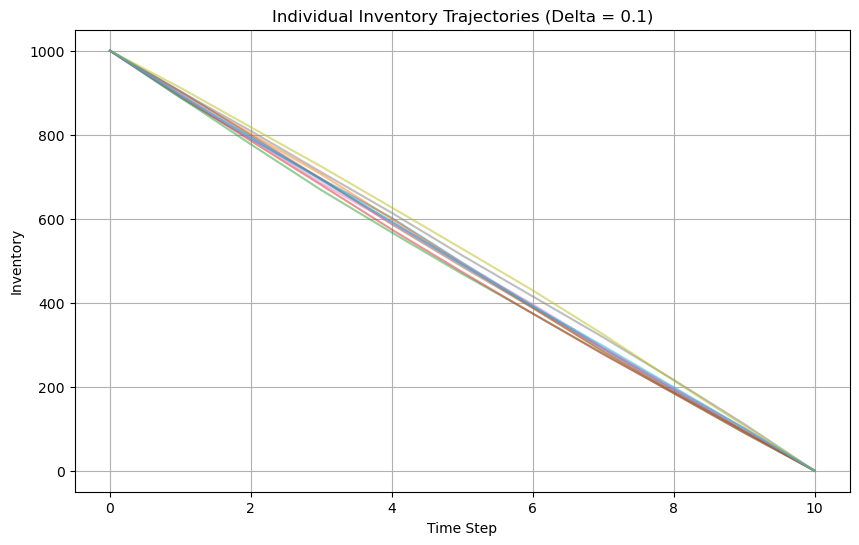 Individual Inventory Trajectories (Delta = 0.1)
Inventory
1000
800
600
400
200
0
0 2 4 6 8 10
Time Step